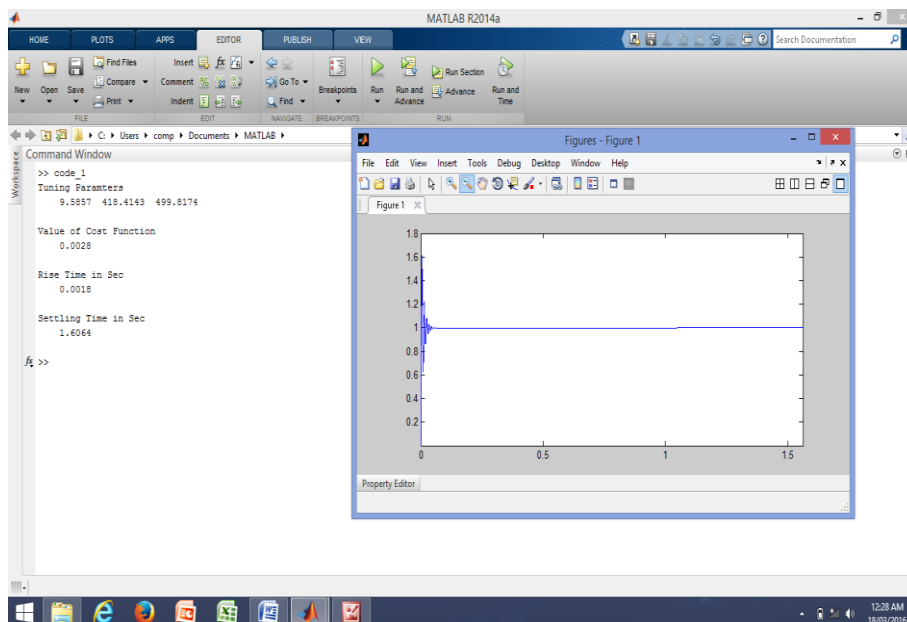 MATLAB R2014a
HOME PLOTS APPS EDITOR PUBLISH VIEW
Search Documentation
New Open Save
Find Files
Compare
Print
Insert fx
Comment
Indent
Go To
Find
Breakpoints
Run
Run and Advance
Run Section
Advance
Run and Time
FILE EDIT NAVIGATE BREAKPOINTS RUN
C: Users comp Documents MATLAB
Workspace
Command Window
>> code_1
Tuning Paramters
9.5857 418.4143 499.8174
Value of Cost Function
0.0028
Rise Time in Sec
0.0018
Settling Time in Sec
1.6064
fx >>
Figures - Figure 1
File Edit View Insert Tools Debug Desktop Window Help
Figure 1
1.8
1.6
1.4
1.2
1
0.8
0.6
0.4
0.2
0 0.5 1 1.5
Property Editor
12:28 AM
18/03/2016